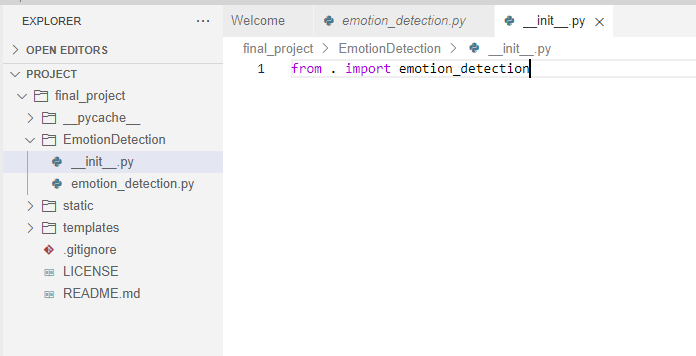 EXPLORER
OPEN EDITORS
PROJECT
final_project
__pycache__
EmotionDetection
__init__.py
emotion_detection.py
static
templates
.gitignore
LICENSE
README.md
Welcome emotion_detection.py __init__.py
final_project > EmotionDetection > __init__.py
1 from . import emotion_detection